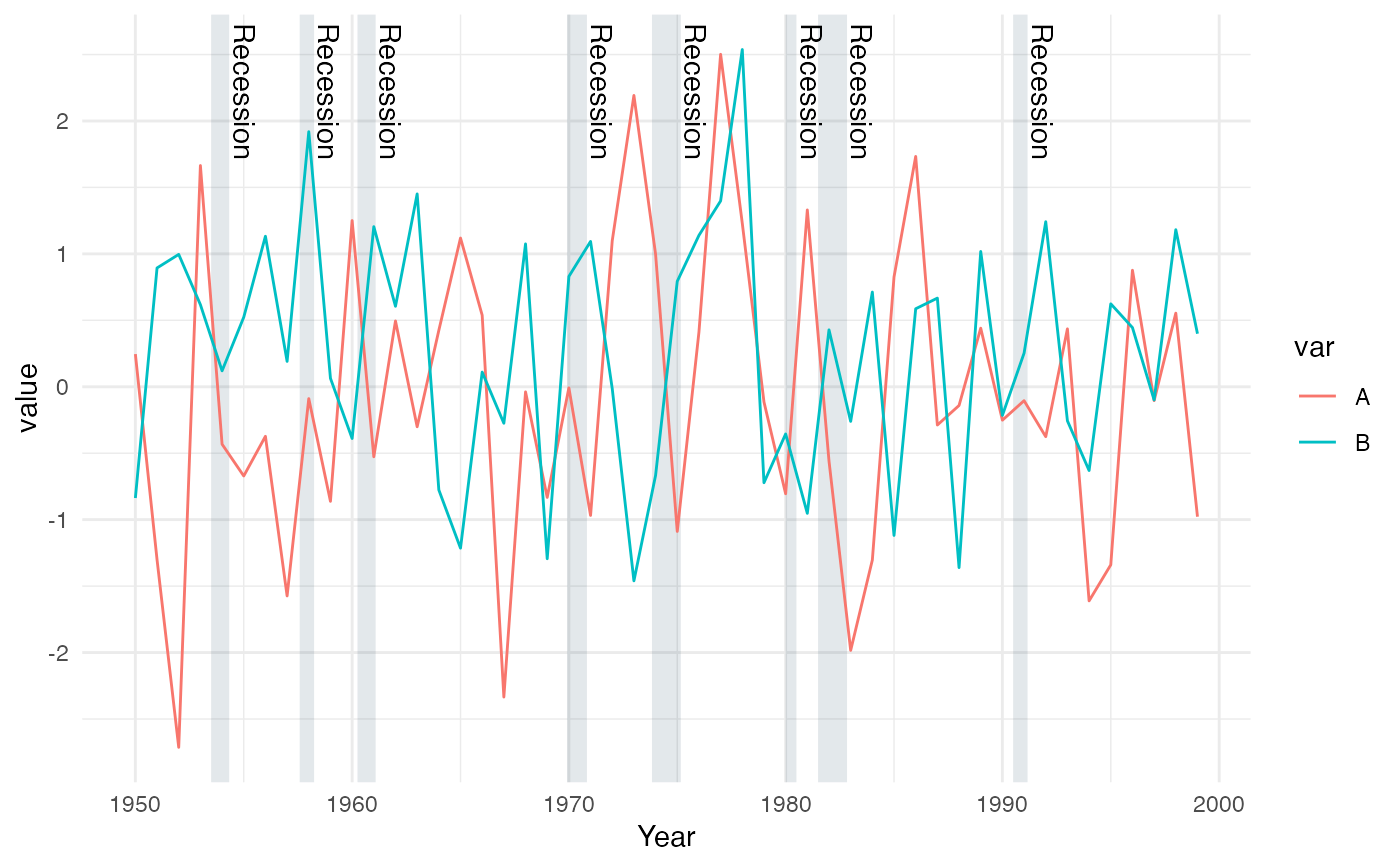 Recession
Recession
Recession
Recession
Recession
Recession
Recession
Recession
2
1
0
-1
-2
value
1950
1960
1970
1980
1990
2000
Year
var
A
B